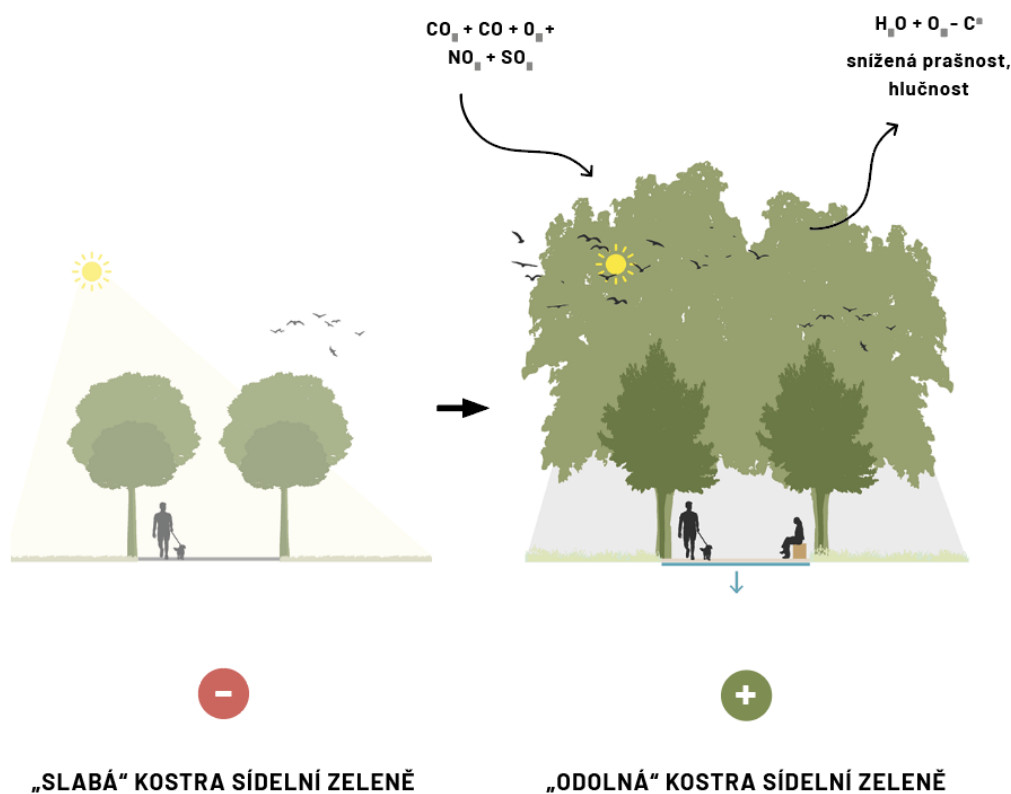 CO▪ + CO + O▪ +
NO▪ + SO▪
H▪O + O▪ - C▪
snížená prašnost,
hlučnost
„SLABÁ“ KOSTRA SÍDELNÍ ZELENĚ
„ODOLNÁ“ KOSTRA SÍDELNÍ ZELENĚ